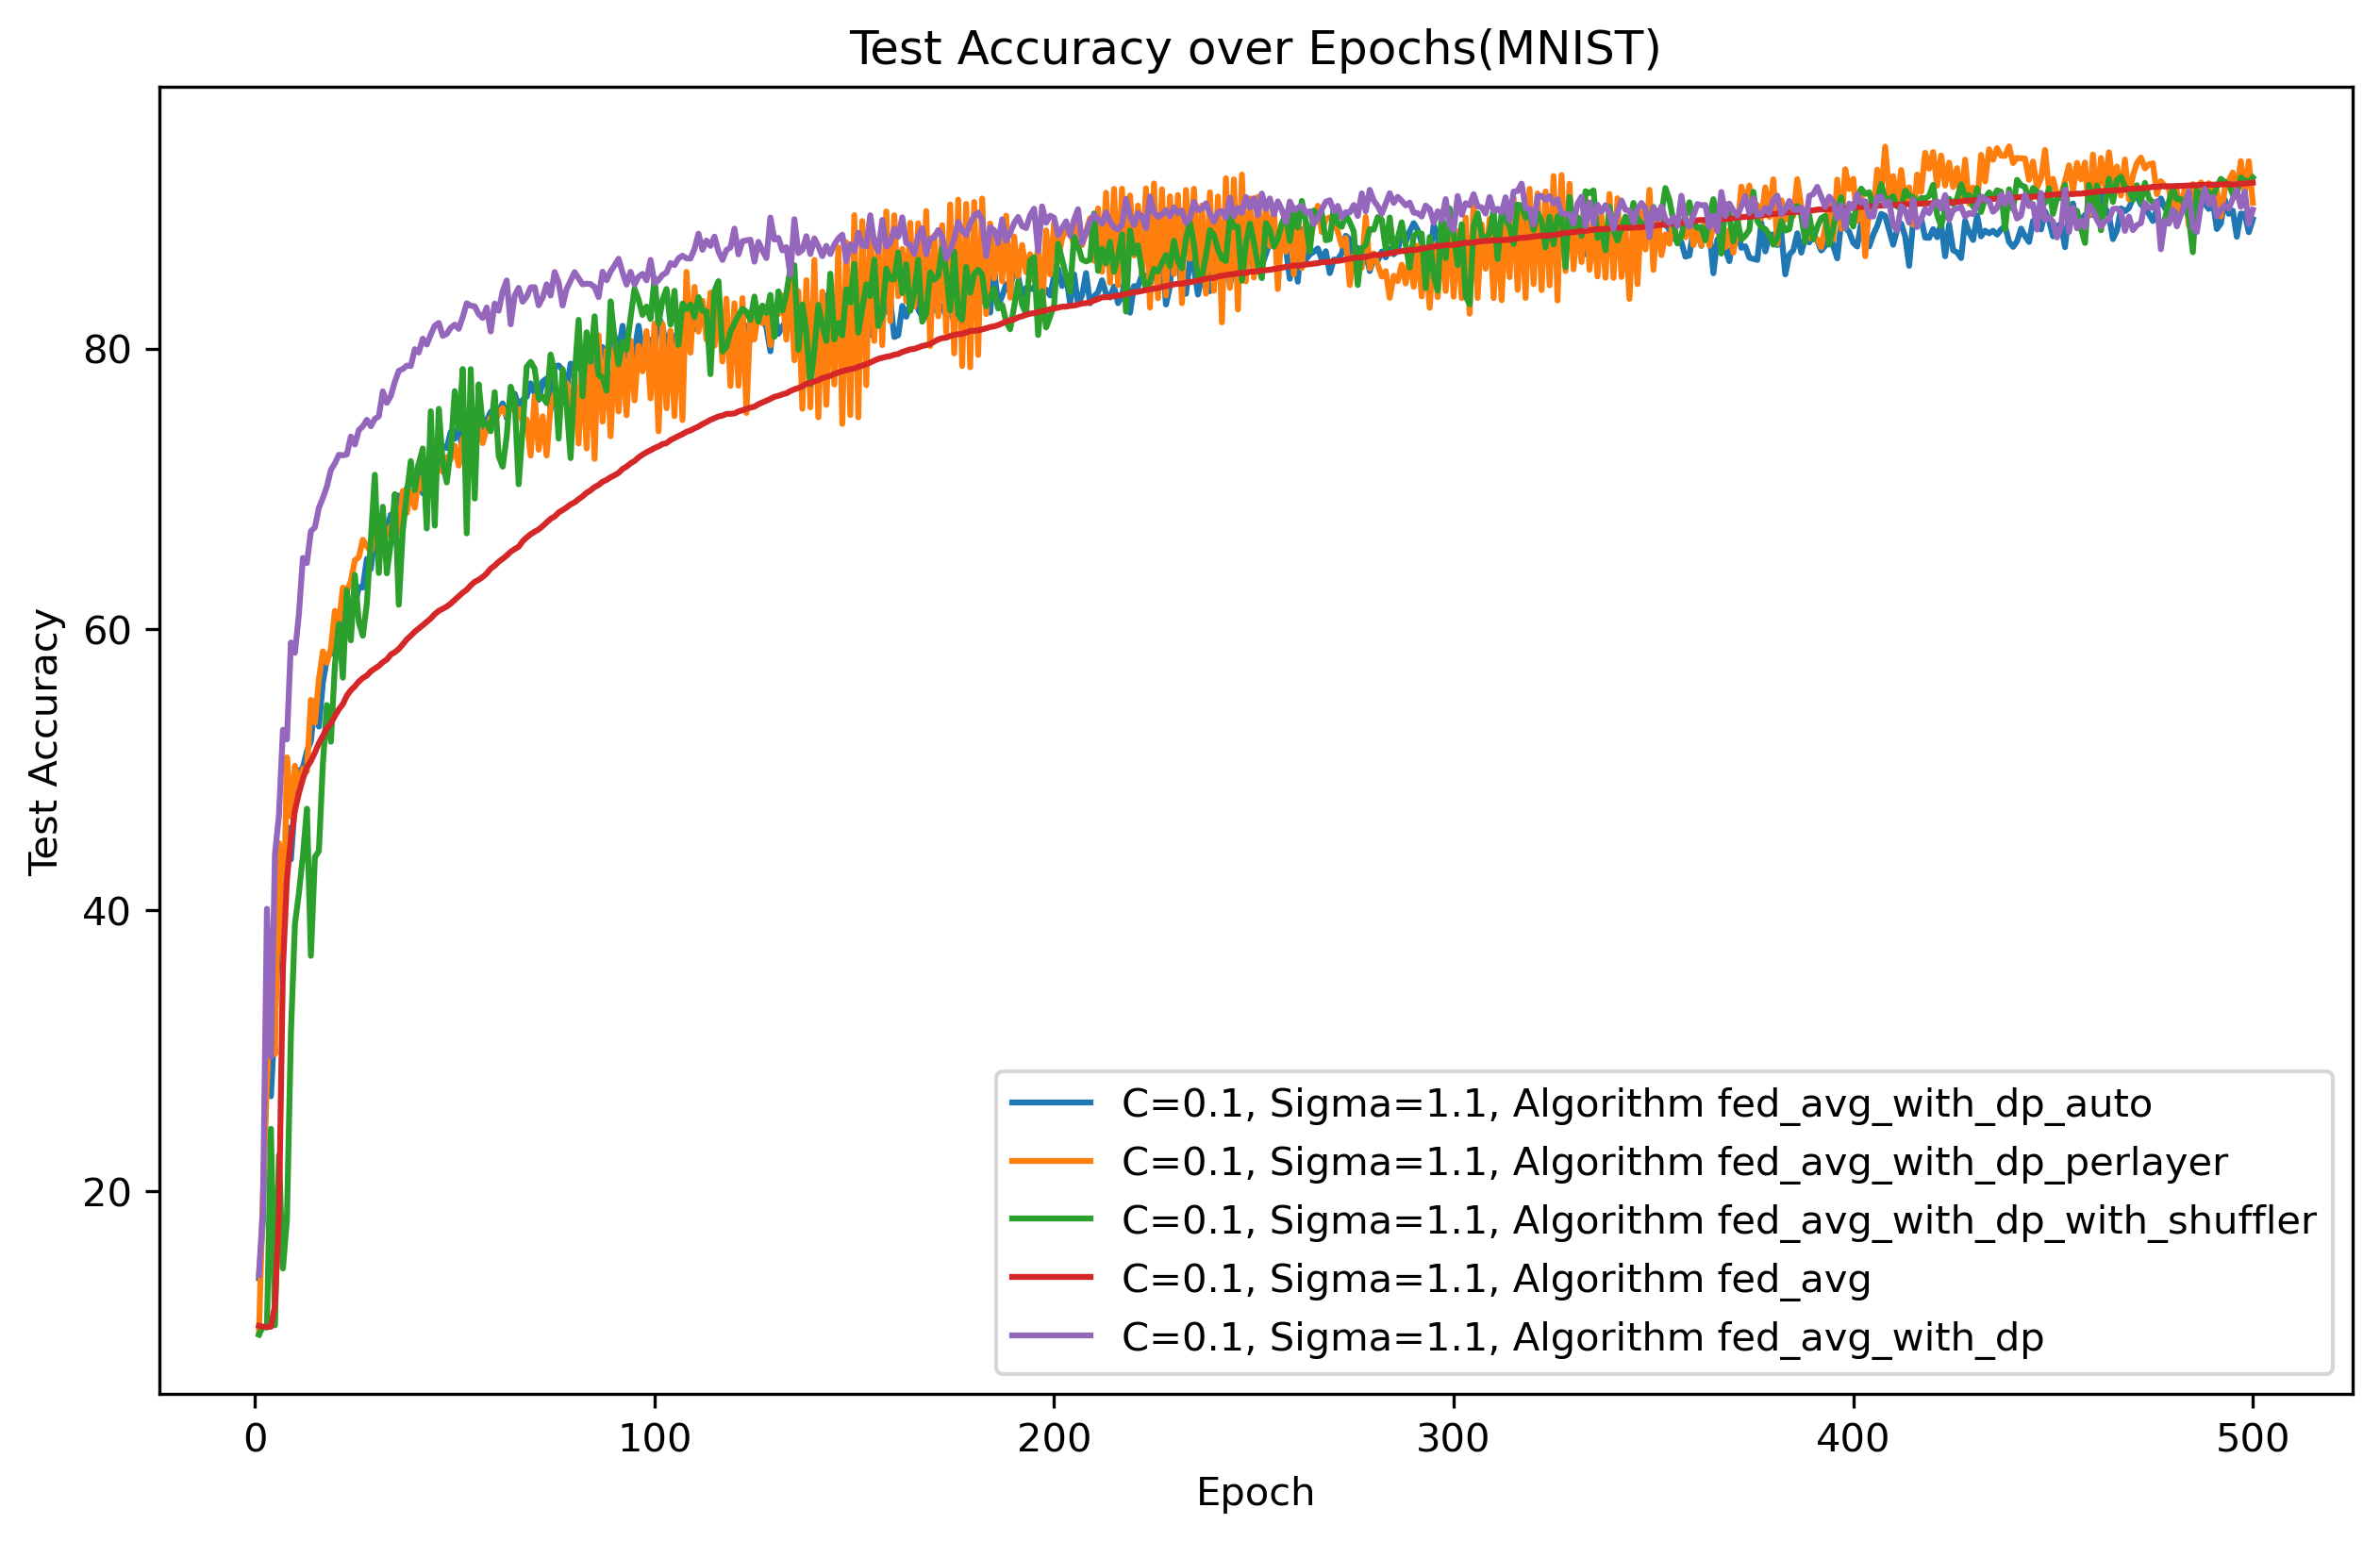 Test Accuracy over Epochs(MNIST)
Test Accuracy
80
60
40
20
0
100
200
300
400
500
Epoch
C=0.1, Sigma=1.1, Algorithm fed_avg_with_dp_auto
C=0.1, Sigma=1.1, Algorithm fed_avg_with_dp_perlayer
C=0.1, Sigma=1.1, Algorithm fed_avg_with_dp_with_shuffler
C=0.1, Sigma=1.1, Algorithm fed_avg
C=0.1, Sigma=1.1, Algorithm fed_avg_with_dp